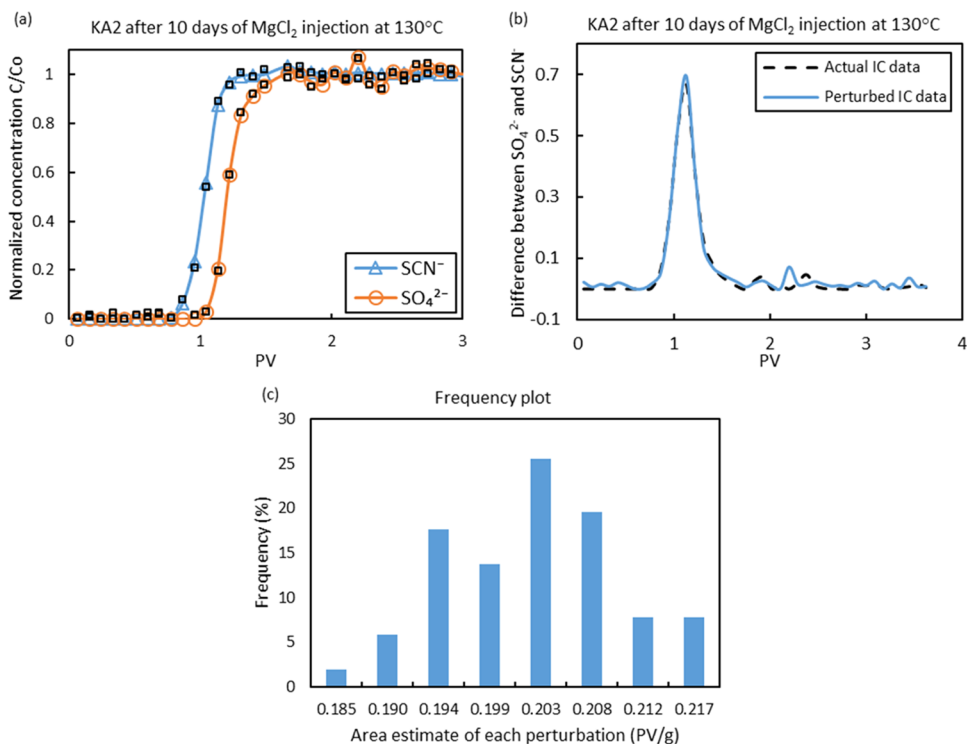 (a)
KA2 after 10 days of MgCl₂ injection at 130°C
Normalized concentration C/Co
1
0.8
0.6
0.4
0.2
0
0
1
2
3
PV
SCN⁻
SO₄²⁻
(b)
KA2 after 10 days of MgCl₂ injection at 130°C
Difference between SO₄²⁻ and SCN⁻
0.7
0.5
0.3
0.1
-0.1
0
1
2
3
4
PV
Actual IC data
Perturbed IC data
(c)
Frequency plot
Frequency (%)
30
25
20
15
10
5
0
0.185 0.190 0.194 0.199 0.203 0.208 0.212 0.217
Area estimate of each perturbation (PV/g)